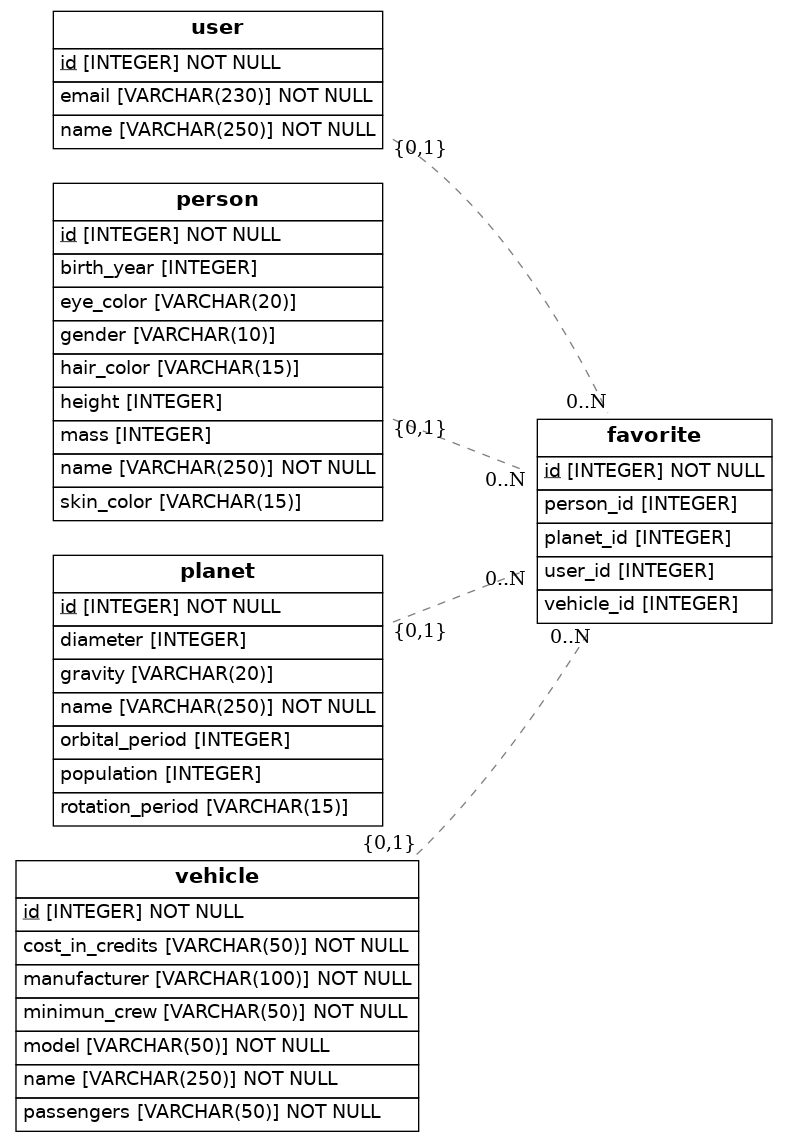 user
id [INTEGER] NOT NULL
email [VARCHAR(230)] NOT NULL
name [VARCHAR(250)] NOT NULL
{0,1}
person
id [INTEGER] NOT NULL
birth_year [INTEGER]
eye_color [VARCHAR(20)]
gender [VARCHAR(10)]
hair_color [VARCHAR(15)]
height [INTEGER]
mass [INTEGER]
name [VARCHAR(250)] NOT NULL
skin_color [VARCHAR(15)]
{0,1}
0..N
0..N
favorite
id [INTEGER] NOT NULL
person_id [INTEGER]
planet_id [INTEGER]
user_id [INTEGER]
vehicle_id [INTEGER]
0..N
0..N
planet
id [INTEGER] NOT NULL
diameter [INTEGER]
gravity [VARCHAR(20)]
name [VARCHAR(250)] NOT NULL
orbital_period [INTEGER]
population [INTEGER]
rotation_period [VARCHAR(15)]
{0,1}
{0,1}
vehicle
id [INTEGER] NOT NULL
cost_in_credits [VARCHAR(50)] NOT NULL
manufacturer [VARCHAR(100)] NOT NULL
minimun_crew [VARCHAR(50)] NOT NULL
model [VARCHAR(50)] NOT NULL
name [VARCHAR(250)] NOT NULL
passengers [VARCHAR(50)] NOT NULL